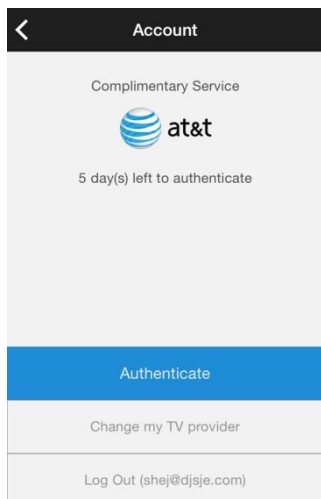 Account
Complimentary Service
at&t
5 day(s) left to authenticate
Authenticate
Change my TV provider
Log Out (shej@djsje.com)